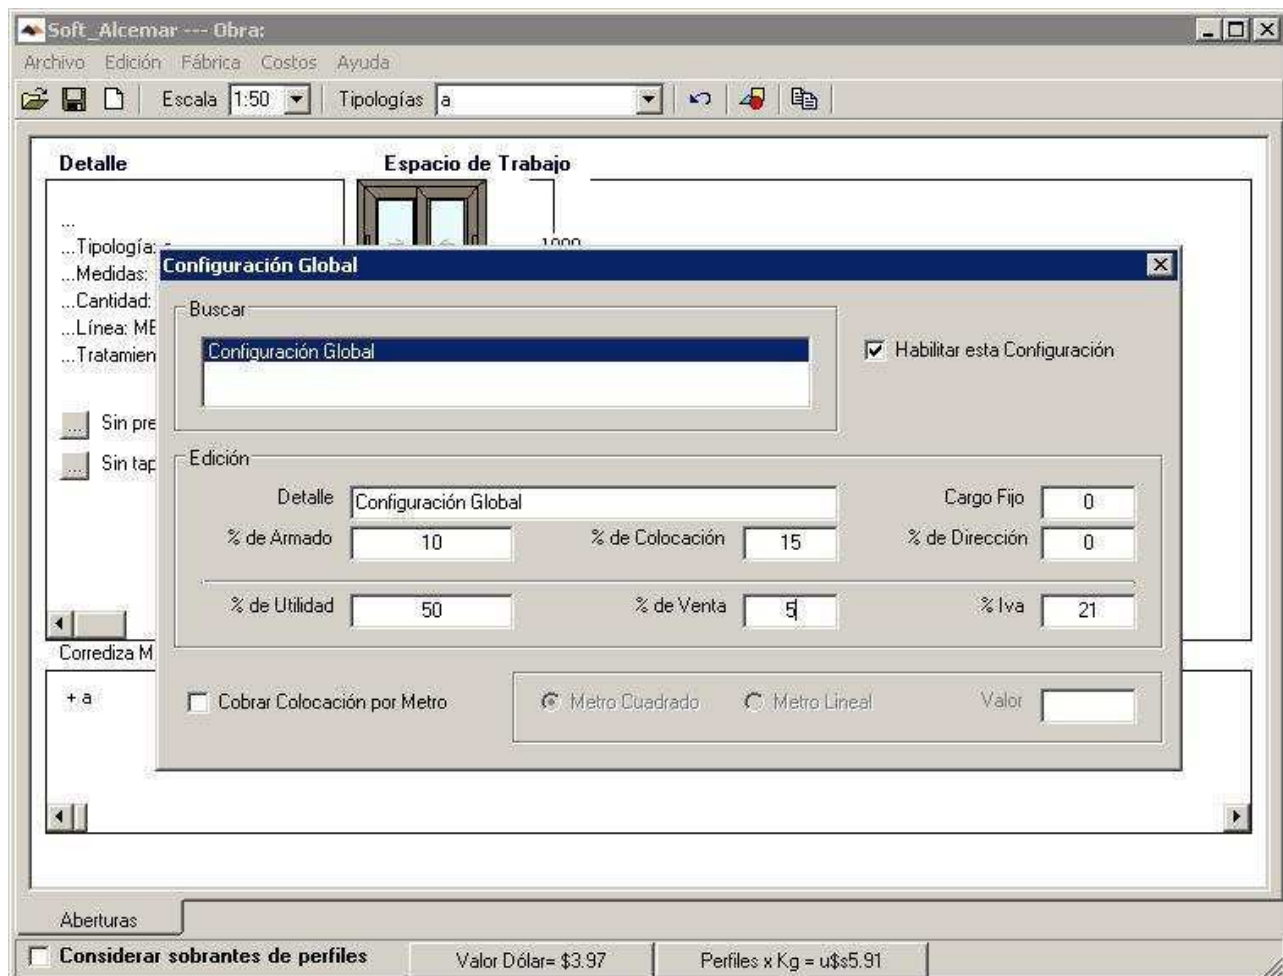 Soft_Alcemar --- Obra:
Archivo Edición Fábrica Costos Ayuda
Escala 1:50 Tipologías a
Detalle Espacio de Trabajo
...
...Tipología:
...Medidas:
...Cantidad:
...Línea: ME
...Tratamien
... Sin pre
... Sin tap
1000
Configuración Global
Buscar
Configuración Global
Habilitar esta Configuración
Edición
Detalle Configuración Global Cargo Fijo 0
% de Armado 10 % de Colocación 15 % de Dirección 0
% de Utilidad 50 % de Venta 5 % Iva 21
Cobrar Colocación por Metro Metro Cuadrado Metro Lineal Valor
Corrediza M
+ a
Aberturas
Considerar sobrantes de perfiles Valor Dólar= $3.97 Perfiles x Kg = u$s5.91